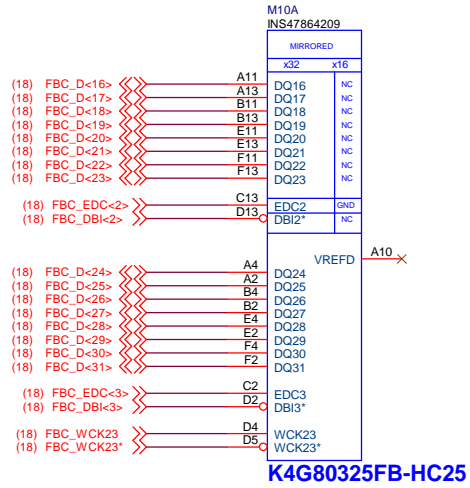 M10A
INS47864209
MIRRORED
x32 x16
(18) FBC_D<16> A11 DQ16 NC
(18) FBC_D<17> A13 DQ17 NC
(18) FBC_D<18> B11 DQ18 NC
(18) FBC_D<19> B13 DQ19 NC
(18) FBC_D<20> E11 DQ20 NC
(18) FBC_D<21> E13 DQ21 NC
(18) FBC_D<22> F11 DQ22 NC
(18) FBC_D<23> F13 DQ23 NC
(18) FBC_EDC<2> C13 EDC2 GND
(18) FBC_DBI<2> D13 DBI2* NC
VREFD A10
(18) FBC_D<24> A4 DQ24
(18) FBC_D<25> A2 DQ25
(18) FBC_D<26> B4 DQ26
(18) FBC_D<27> B2 DQ27
(18) FBC_D<28> E4 DQ28
(18) FBC_D<29> E2 DQ29
(18) FBC_D<30> F4 DQ30
(18) FBC_D<31> F2 DQ31
(18) FBC_EDC<3> C2 EDC3
(18) FBC_DBI<3> D2 DBI3*
(18) FBC_WCK23 D4 WCK23
(18) FBC_WCK23* D5 WCK23*
K4G80325FB-HC25